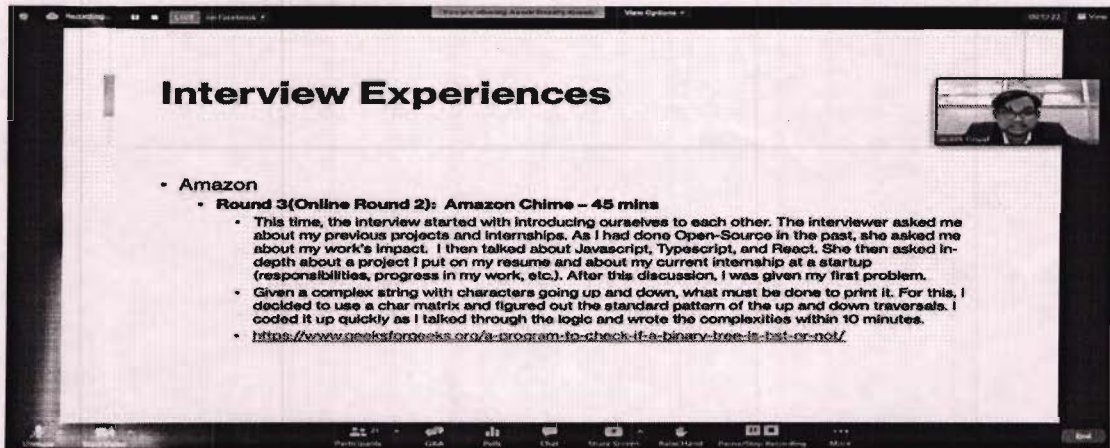 Recording...
LIVE on Facebook
View Options
View
Interview Experiences
• Amazon
• Round 3(Online Round 2): Amazon Chime – 45 mins
• This time, the interview started with introducing ourselves to each other. The interviewer asked me
about my previous projects and internships. As I had done Open-Source in the past, she asked me
about my work's impact. I then talked about Javascript, Typescript, and React. She then asked in-
depth about a project I put on my resume and about my current internship at a startup
(responsibilities, progress in my work, etc.). After this discussion, I was given my first problem.
• Given a complex string with characters going up and down, what must be done to print it. For this, I
decided to use a char matrix and figured out the standard pattern of the up and down traversals. I
coded it up quickly as I talked through the logic and wrote the complexities within 10 minutes.
• https://www.geeksforgeeks.org/a-program-to-check-if-a-binary-tree-is-bst-or-not/
Participants Q&A Polls Chat Share Screen Raise Hand Pause/Stop Recording More
End